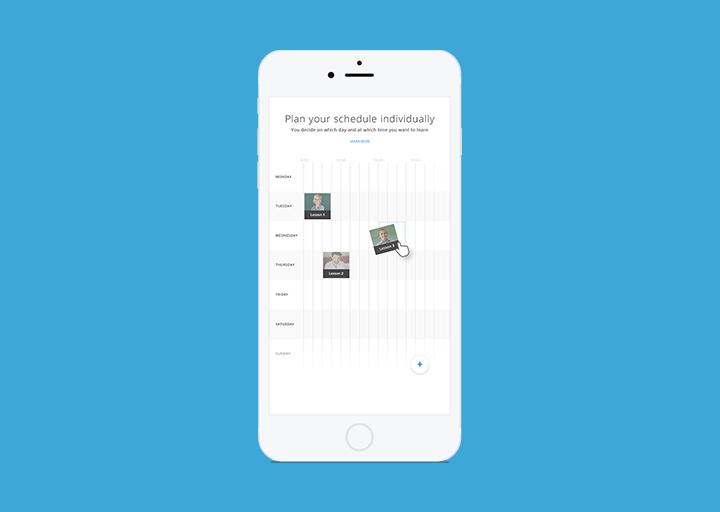 Plan your schedule individually
You decide on which day and at which time you want to learn
LEARN MORE
MONDAY
TUESDAY
Lesson 1
WEDNESDAY
Lesson 3
THURSDAY
Lesson 2
FRIDAY
SATURDAY
SUNDAY
+